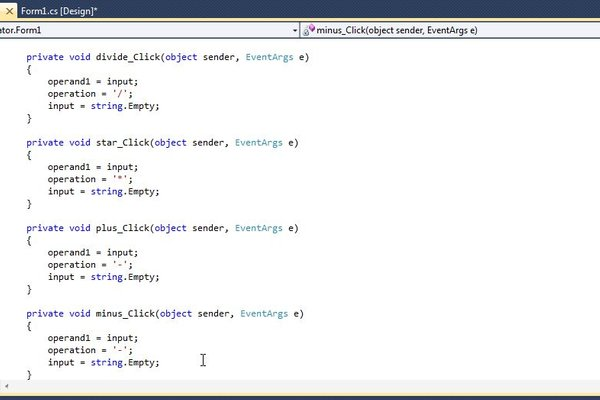 Form1.cs [Design]*
ator.Form1
minus_Click(object sender, EventArgs e)
private void divide_Click(object sender, EventArgs e)
{
operand1 = input;
operation = '/';
input = string.Empty;
}
private void star_Click(object sender, EventArgs e)
{
operand1 = input;
operation = '*';
input = string.Empty;
}
private void plus_Click(object sender, EventArgs e)
{
operand1 = input;
operation = '-';
input = string.Empty;
}
private void minus_Click(object sender, EventArgs e)
{
operand1 = input;
operation = '-';
input = string.Empty;
}